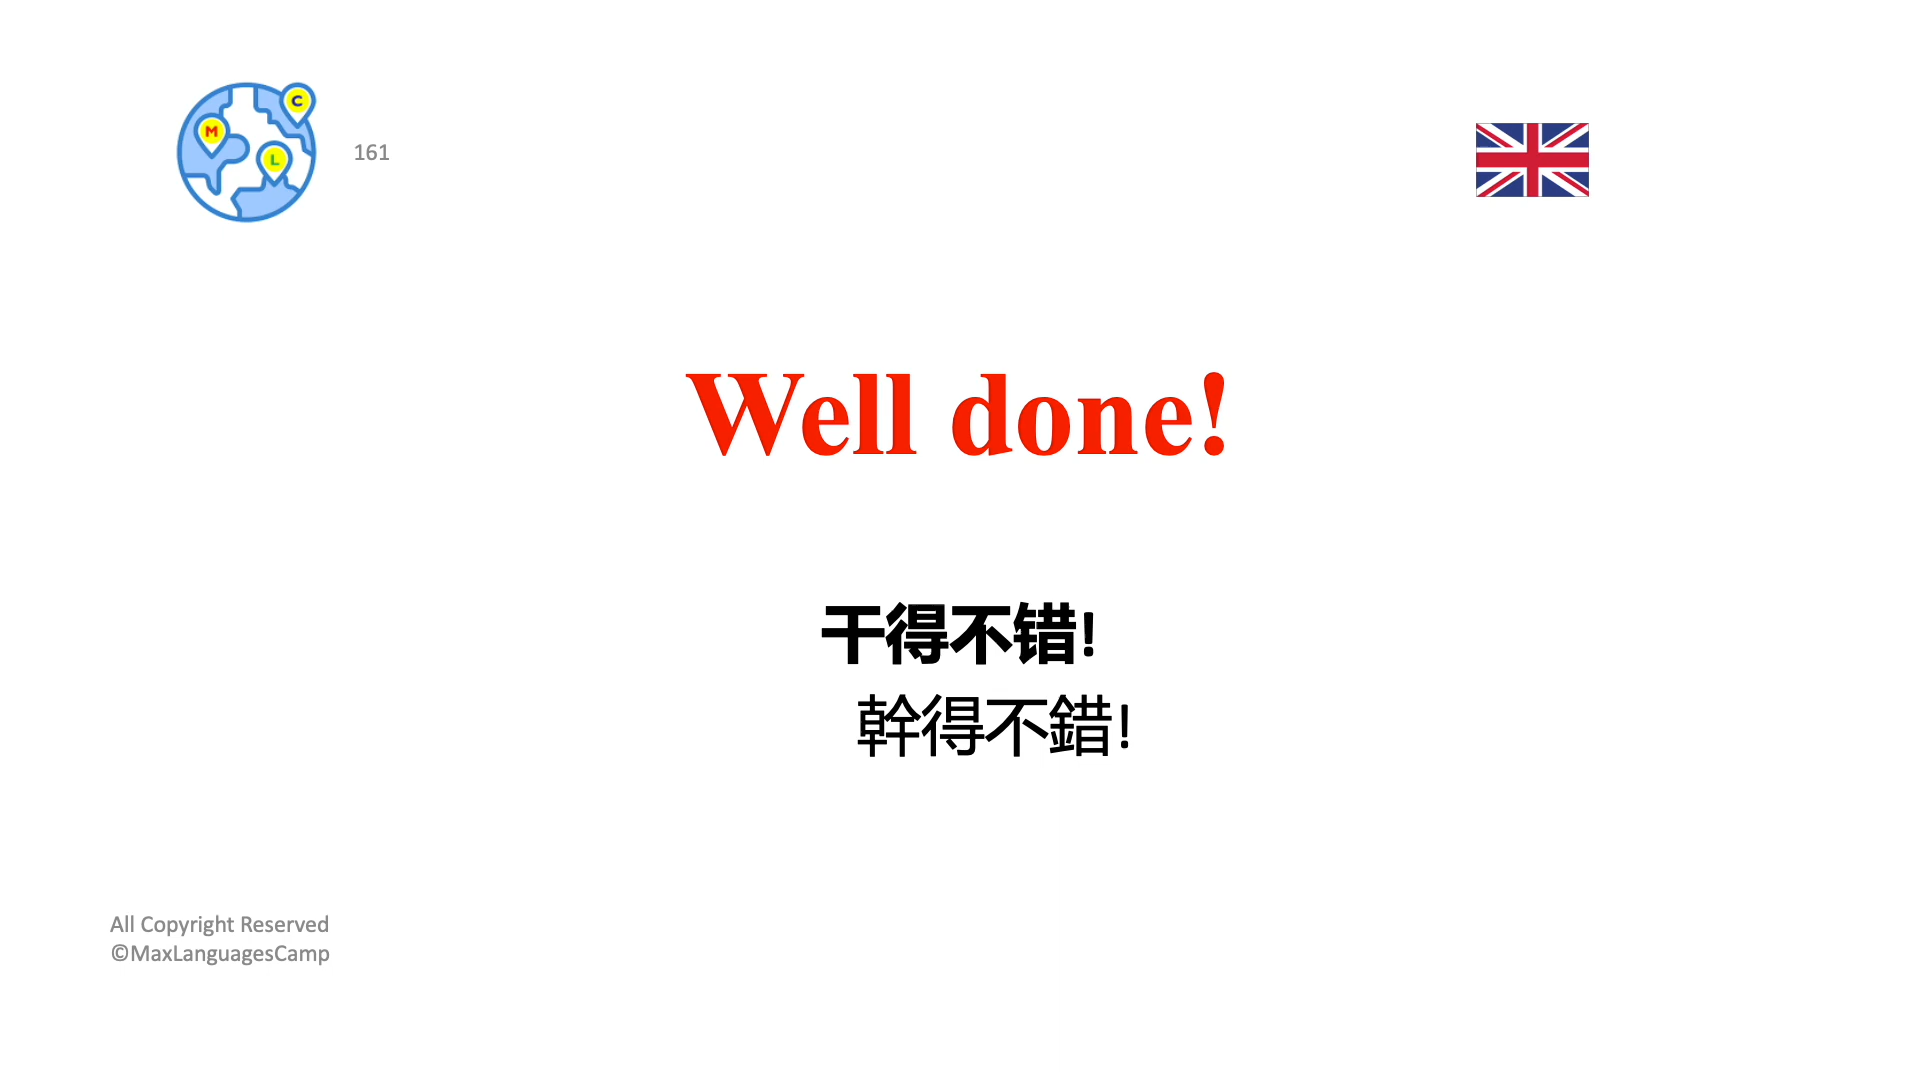 C
M
L
161
Well done!
干得不错!
幹得不錯!
All Copyright Reserved
©MaxLanguagesCamp